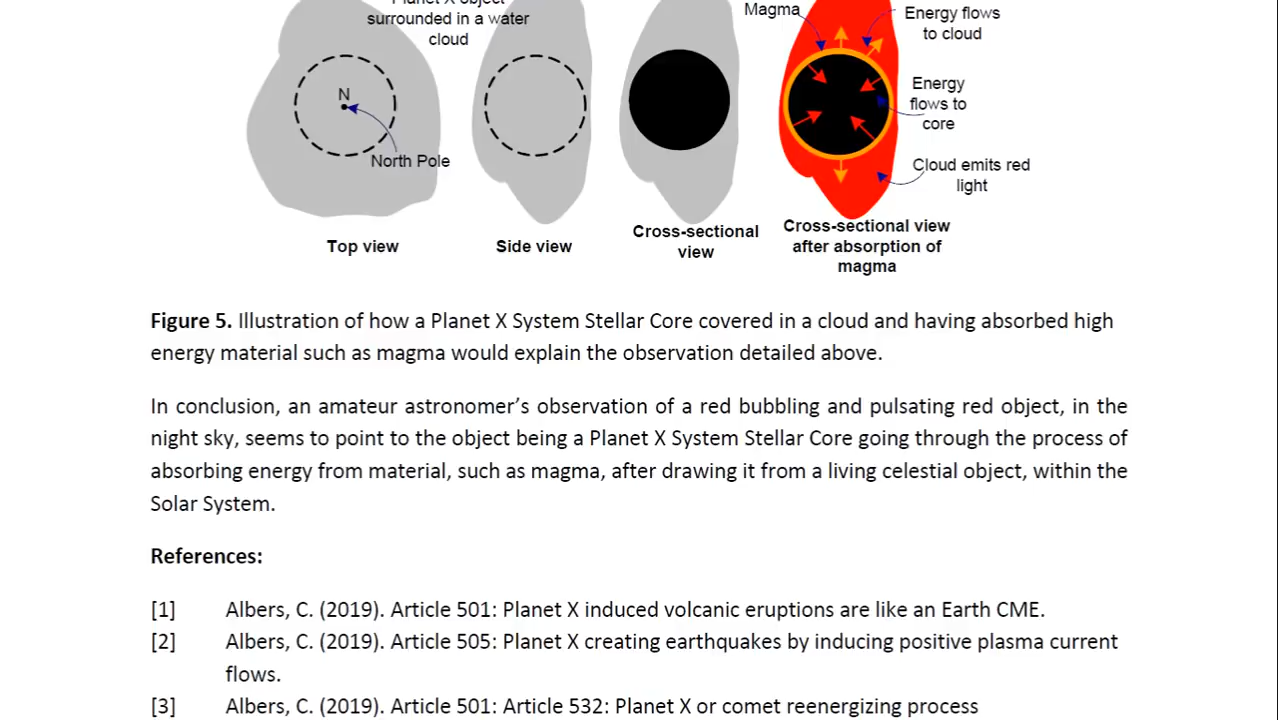 Planet X object
surrounded in a water
cloud
N
North Pole
Magma
Energy flows
to cloud
Energy
flows to
core
Cloud emits red
light
Top view
Side view
Cross-sectional
view
Cross-sectional view
after absorption of
magma
Figure 5. Illustration of how a Planet X System Stellar Core covered in a cloud and having absorbed high
energy material such as magma would explain the observation detailed above.
In conclusion, an amateur astronomer’s observation of a red bubbling and pulsating red object, in the
night sky, seems to point to the object being a Planet X System Stellar Core going through the process of
absorbing energy from material, such as magma, after drawing it from a living celestial object, within the
Solar System.
References:
[1] Albers, C. (2019). Article 501: Planet X induced volcanic eruptions are like an Earth CME.
[2] Albers, C. (2019). Article 505: Planet X creating earthquakes by inducing positive plasma current
flows.
[3] Albers, C. (2019). Article 501: Article 532: Planet X or comet reenergizing process